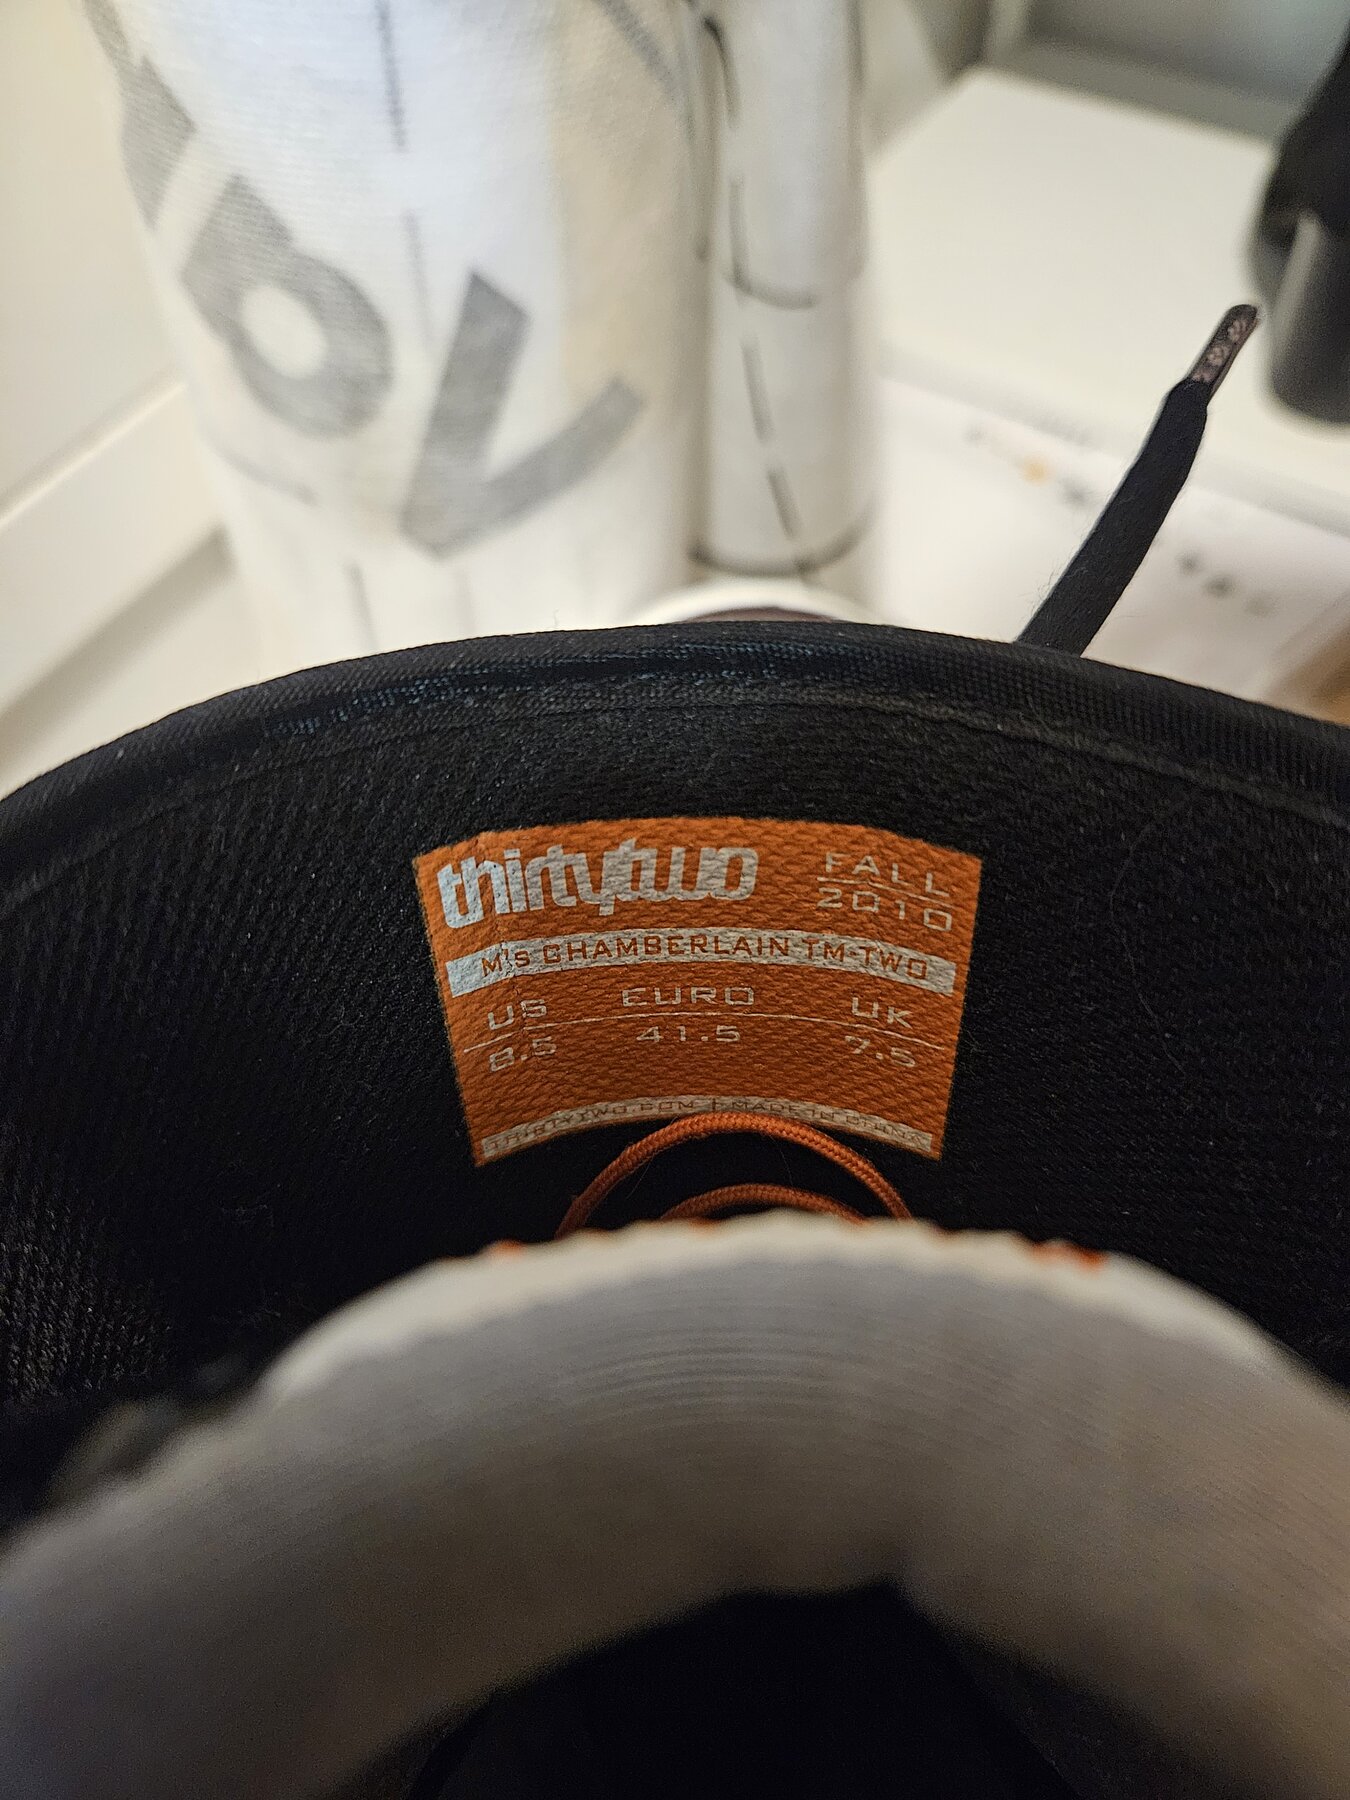 thirtytwo FALL
2010
M's CHAMBERLAIN TM-TWO
US EURO UK
8.5 41.5 7.5
THIRTYTWO.COM | MADE IN CHINA